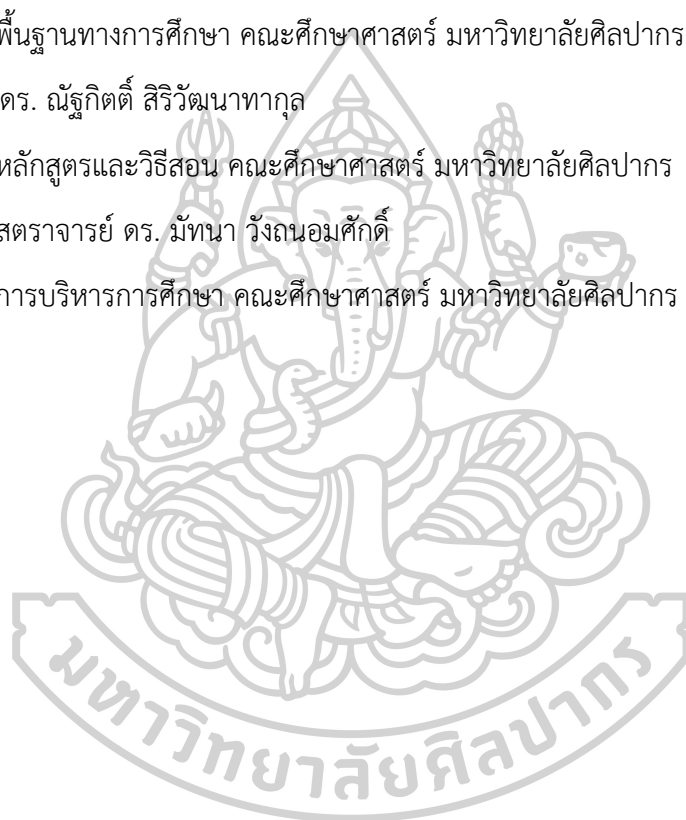 พื้นฐานทางการศึกษา คณะศึกษาศาสตร์ มหาวิทยาลัยศิลปากร
ดร. ณัฐกิตติ์ สิริวัฒนาทากุล
หลักสูตรและวิธีสอน คณะศึกษาศาสตร์ มหาวิทยาลัยศิลปากร
สตราจารย์ ดร. มัทนา วังถนอมศักดิ์
การบริหารการศึกษา คณะศึกษาศาสตร์ มหาวิทยาลัยศิลปากร
มหาวิทยาลัยศิลปากร